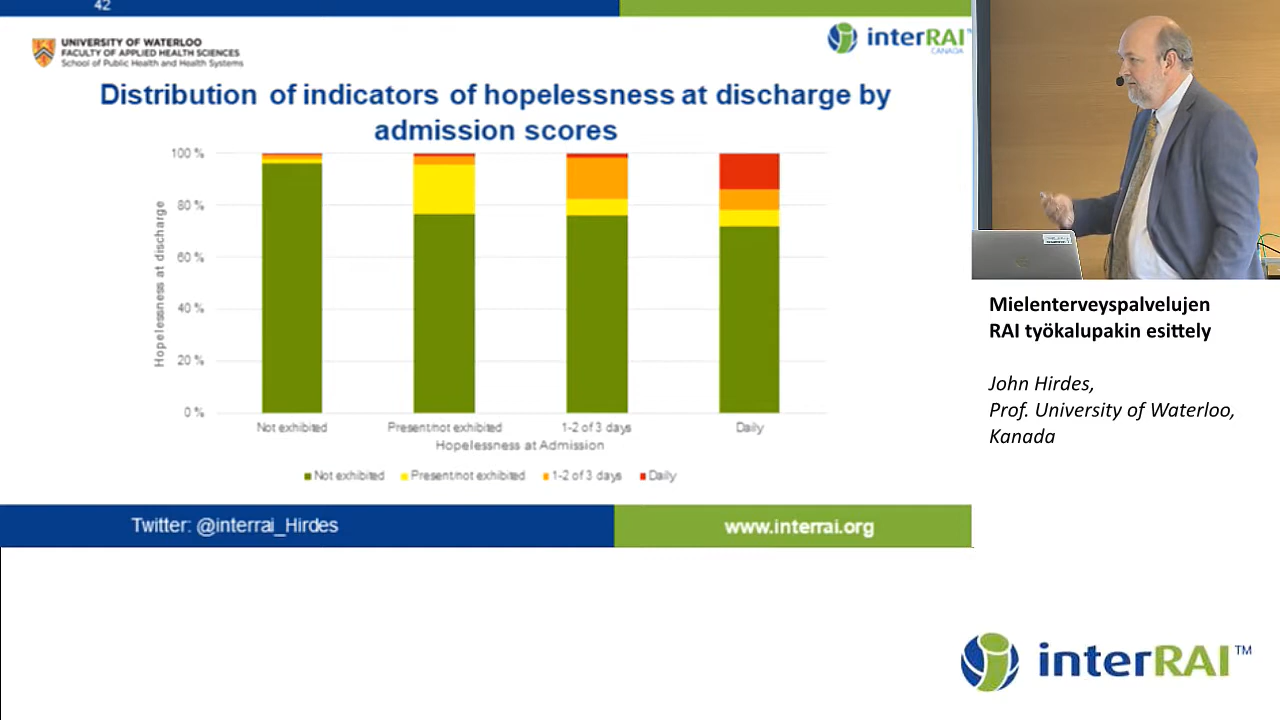 42
UNIVERSITY OF WATERLOO
FACULTY OF APPLIED HEALTH SCIENCES
School of Public Health and Health Systems
interRAI
CANADA
Distribution of indicators of hopelessness at discharge by
admission scores
Hopelessness at discharge
100 %
80 %
60 %
40 %
20 %
0 %
Not exhibited
Present/not exhibited
1-2 of 3 days
Daily
Hopelessness at Admission
Not exhibited Present/not exhibited 1-2 of 3 days Daily
Twitter: @interrai_Hirdes
www.interrai.org
Mielenterveyspalvelujen
RAI työkalupakin esittely
John Hirdes,
Prof. University of Waterloo,
Kanada
interRAI™